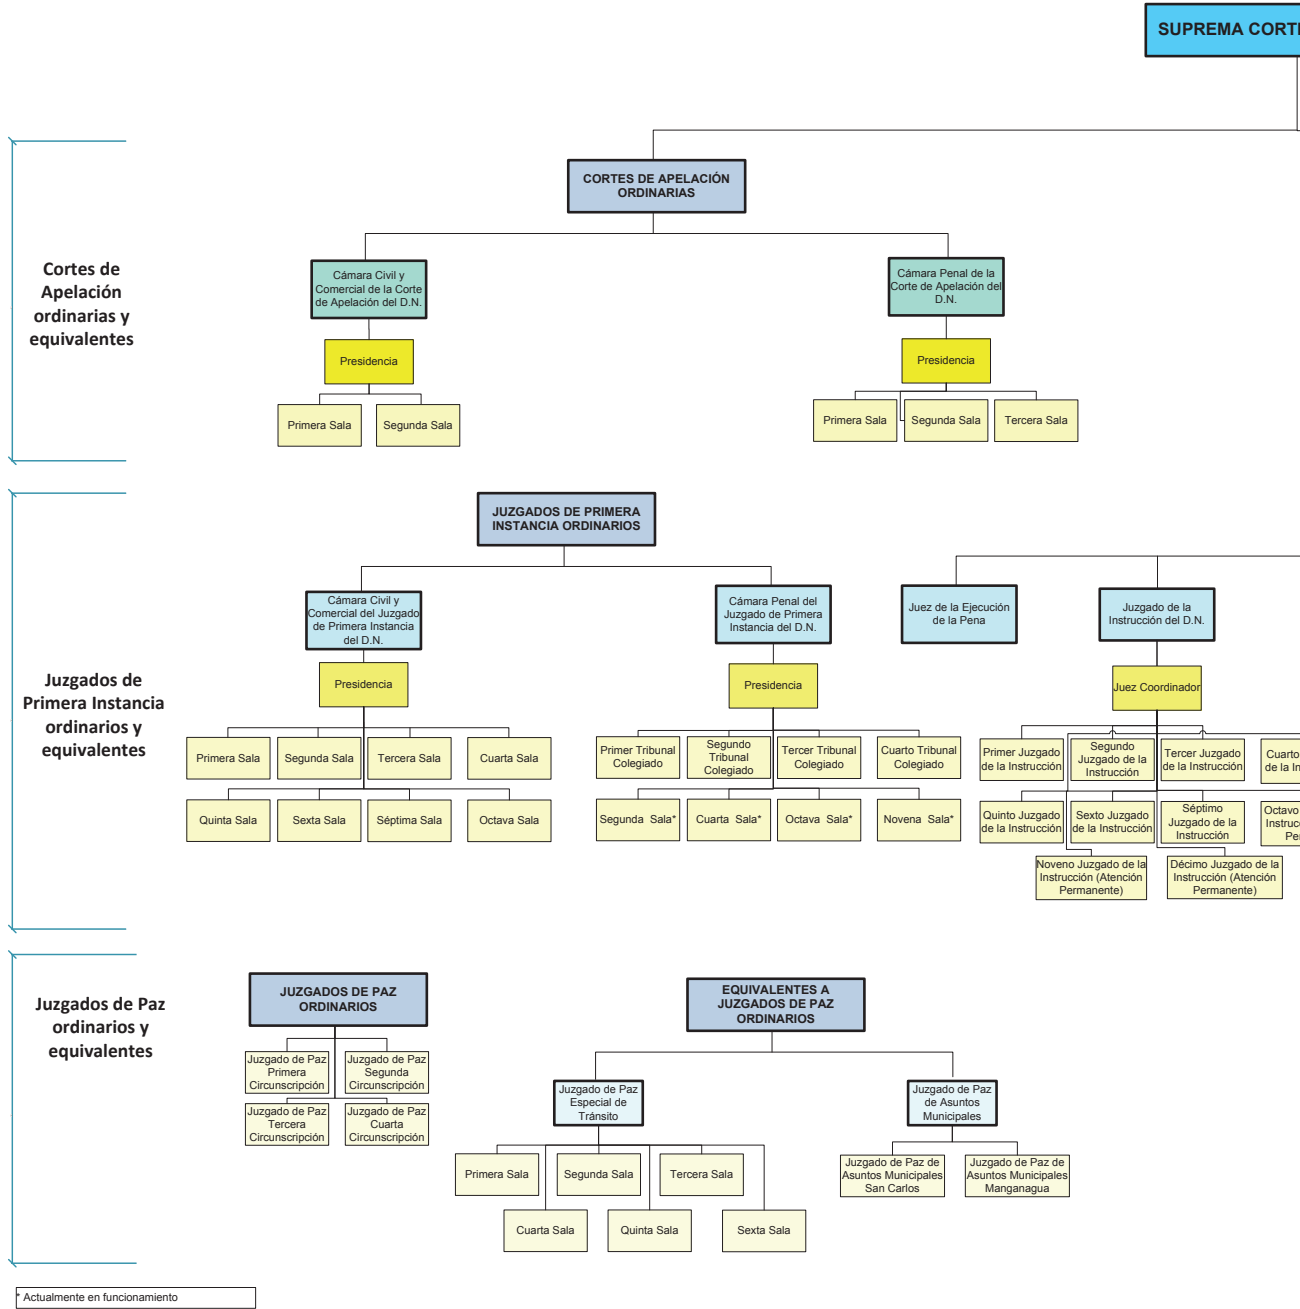 SUPREMA CORT
CORTES DE APELACIÓN
ORDINARIAS
Cortes de
Apelación
ordinarias y
equivalentes
Cámara Civil y
Comercial de la Corte
de Apelación del D.N.
Cámara Penal de la
Corte de Apelación del
D.N.
Presidencia
Presidencia
Primera Sala
Segunda Sala
Primera Sala
Segunda Sala
Tercera Sala
JUZGADOS DE PRIMERA
INSTANCIA ORDINARIOS
Juzgados de
Primera Instancia
ordinarios y
equivalentes
Cámara Civil y
Comercial del Juzgado
de Primera Instancia
del D.N.
Cámara Penal del
Juzgado de Primera
Instancia del D.N.
Juez de la Ejecución
de la Pena
Juzgado de la
Instrucción del D.N.
Presidencia
Presidencia
Juez Coordinador
Primera Sala
Segunda Sala
Tercera Sala
Cuarta Sala
Quinta Sala
Sexta Sala
Séptima Sala
Octava Sala
Primer Tribunal
Colegiado
Segundo
Tribunal
Colegiado
Tercer Tribunal
Colegiado
Cuarto Tribunal
Colegiado
Segunda Sala*
Cuarta Sala*
Octava Sala*
Novena Sala*
Primer Juzgado
de la Instrucción
Segundo
Juzgado de la
Instrucción
Tercer Juzgado
de la Instrucción
Cuarto
de la In
Quinto Juzgado
de la Instrucción
Sexto Juzgado
de la Instrucción
Séptimo
Juzgado de la
Instrucción
Octavo
Instruc
Pe
Noveno Juzgado de la
Instrucción (Atención
Permanente)
Décimo Juzgado de la
Instrucción (Atención
Permanente)
Juzgados de Paz
ordinarios y
equivalentes
JUZGADOS DE PAZ
ORDINARIOS
Juzgado de Paz
Primera
Circunscripción
Juzgado de Paz
Segunda
Circunscripción
Juzgado de Paz
Tercera
Circunscripción
Juzgado de Paz
Cuarta
Circunscripción
EQUIVALENTES A
JUZGADOS DE PAZ
ORDINARIOS
Juzgado de Paz
Especial de
Tránsito
Juzgado de Paz
de Asuntos
Municipales
Primera Sala
Segunda Sala
Tercera Sala
Cuarta Sala
Quinta Sala
Sexta Sala
Juzgado de Paz de
Asuntos Municipales
San Carlos
Juzgado de Paz de
Asuntos Municipales
Manganagua
* Actualmente en funcionamiento